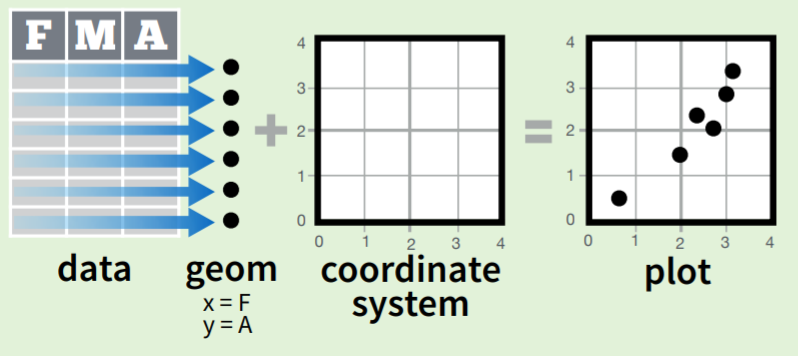 F M A
4
3
2
1
0
0 1 2 3 4
+
=
4
3
2
1
0
0 1 2 3 4
data
geom
x = F
y = A
coordinate
system
plot